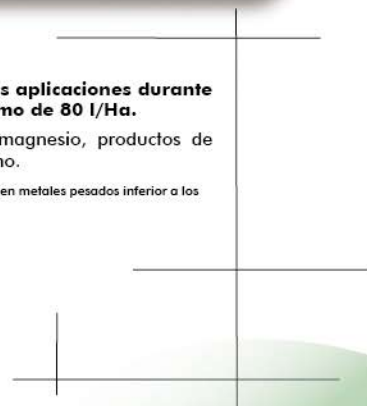 s aplicaciones durante
mo de 80 l/Ha.
magnesio, productos de
no.
en metales pesados inferior a los